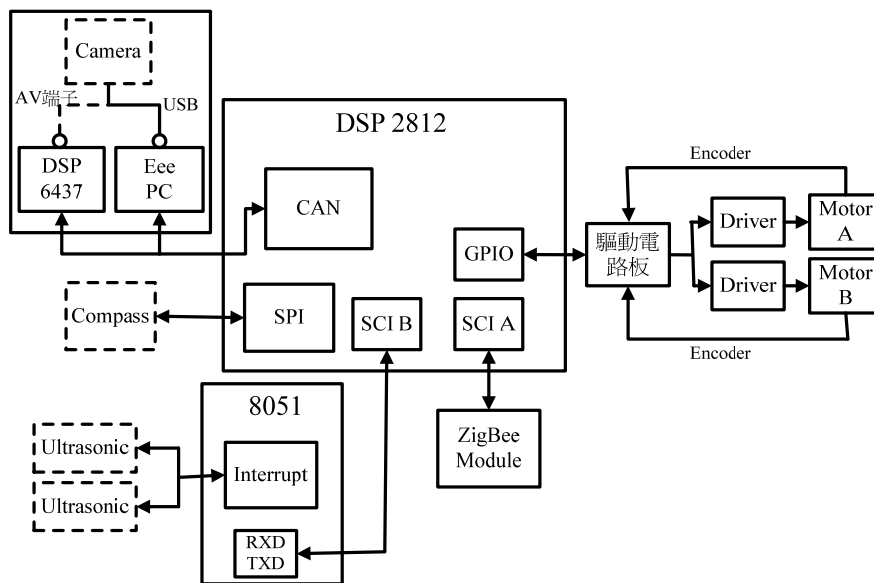 Camera
AV端子
USB
DSP
6437
Eee
PC
DSP 2812
CAN
GPIO
SPI
SCI B
SCI A
Compass
Encoder
驅動電
路板
Driver
Motor
A
Driver
Motor
B
Encoder
8051
Ultrasonic
Ultrasonic
Interrupt
RXD
TXD
ZigBee
Module